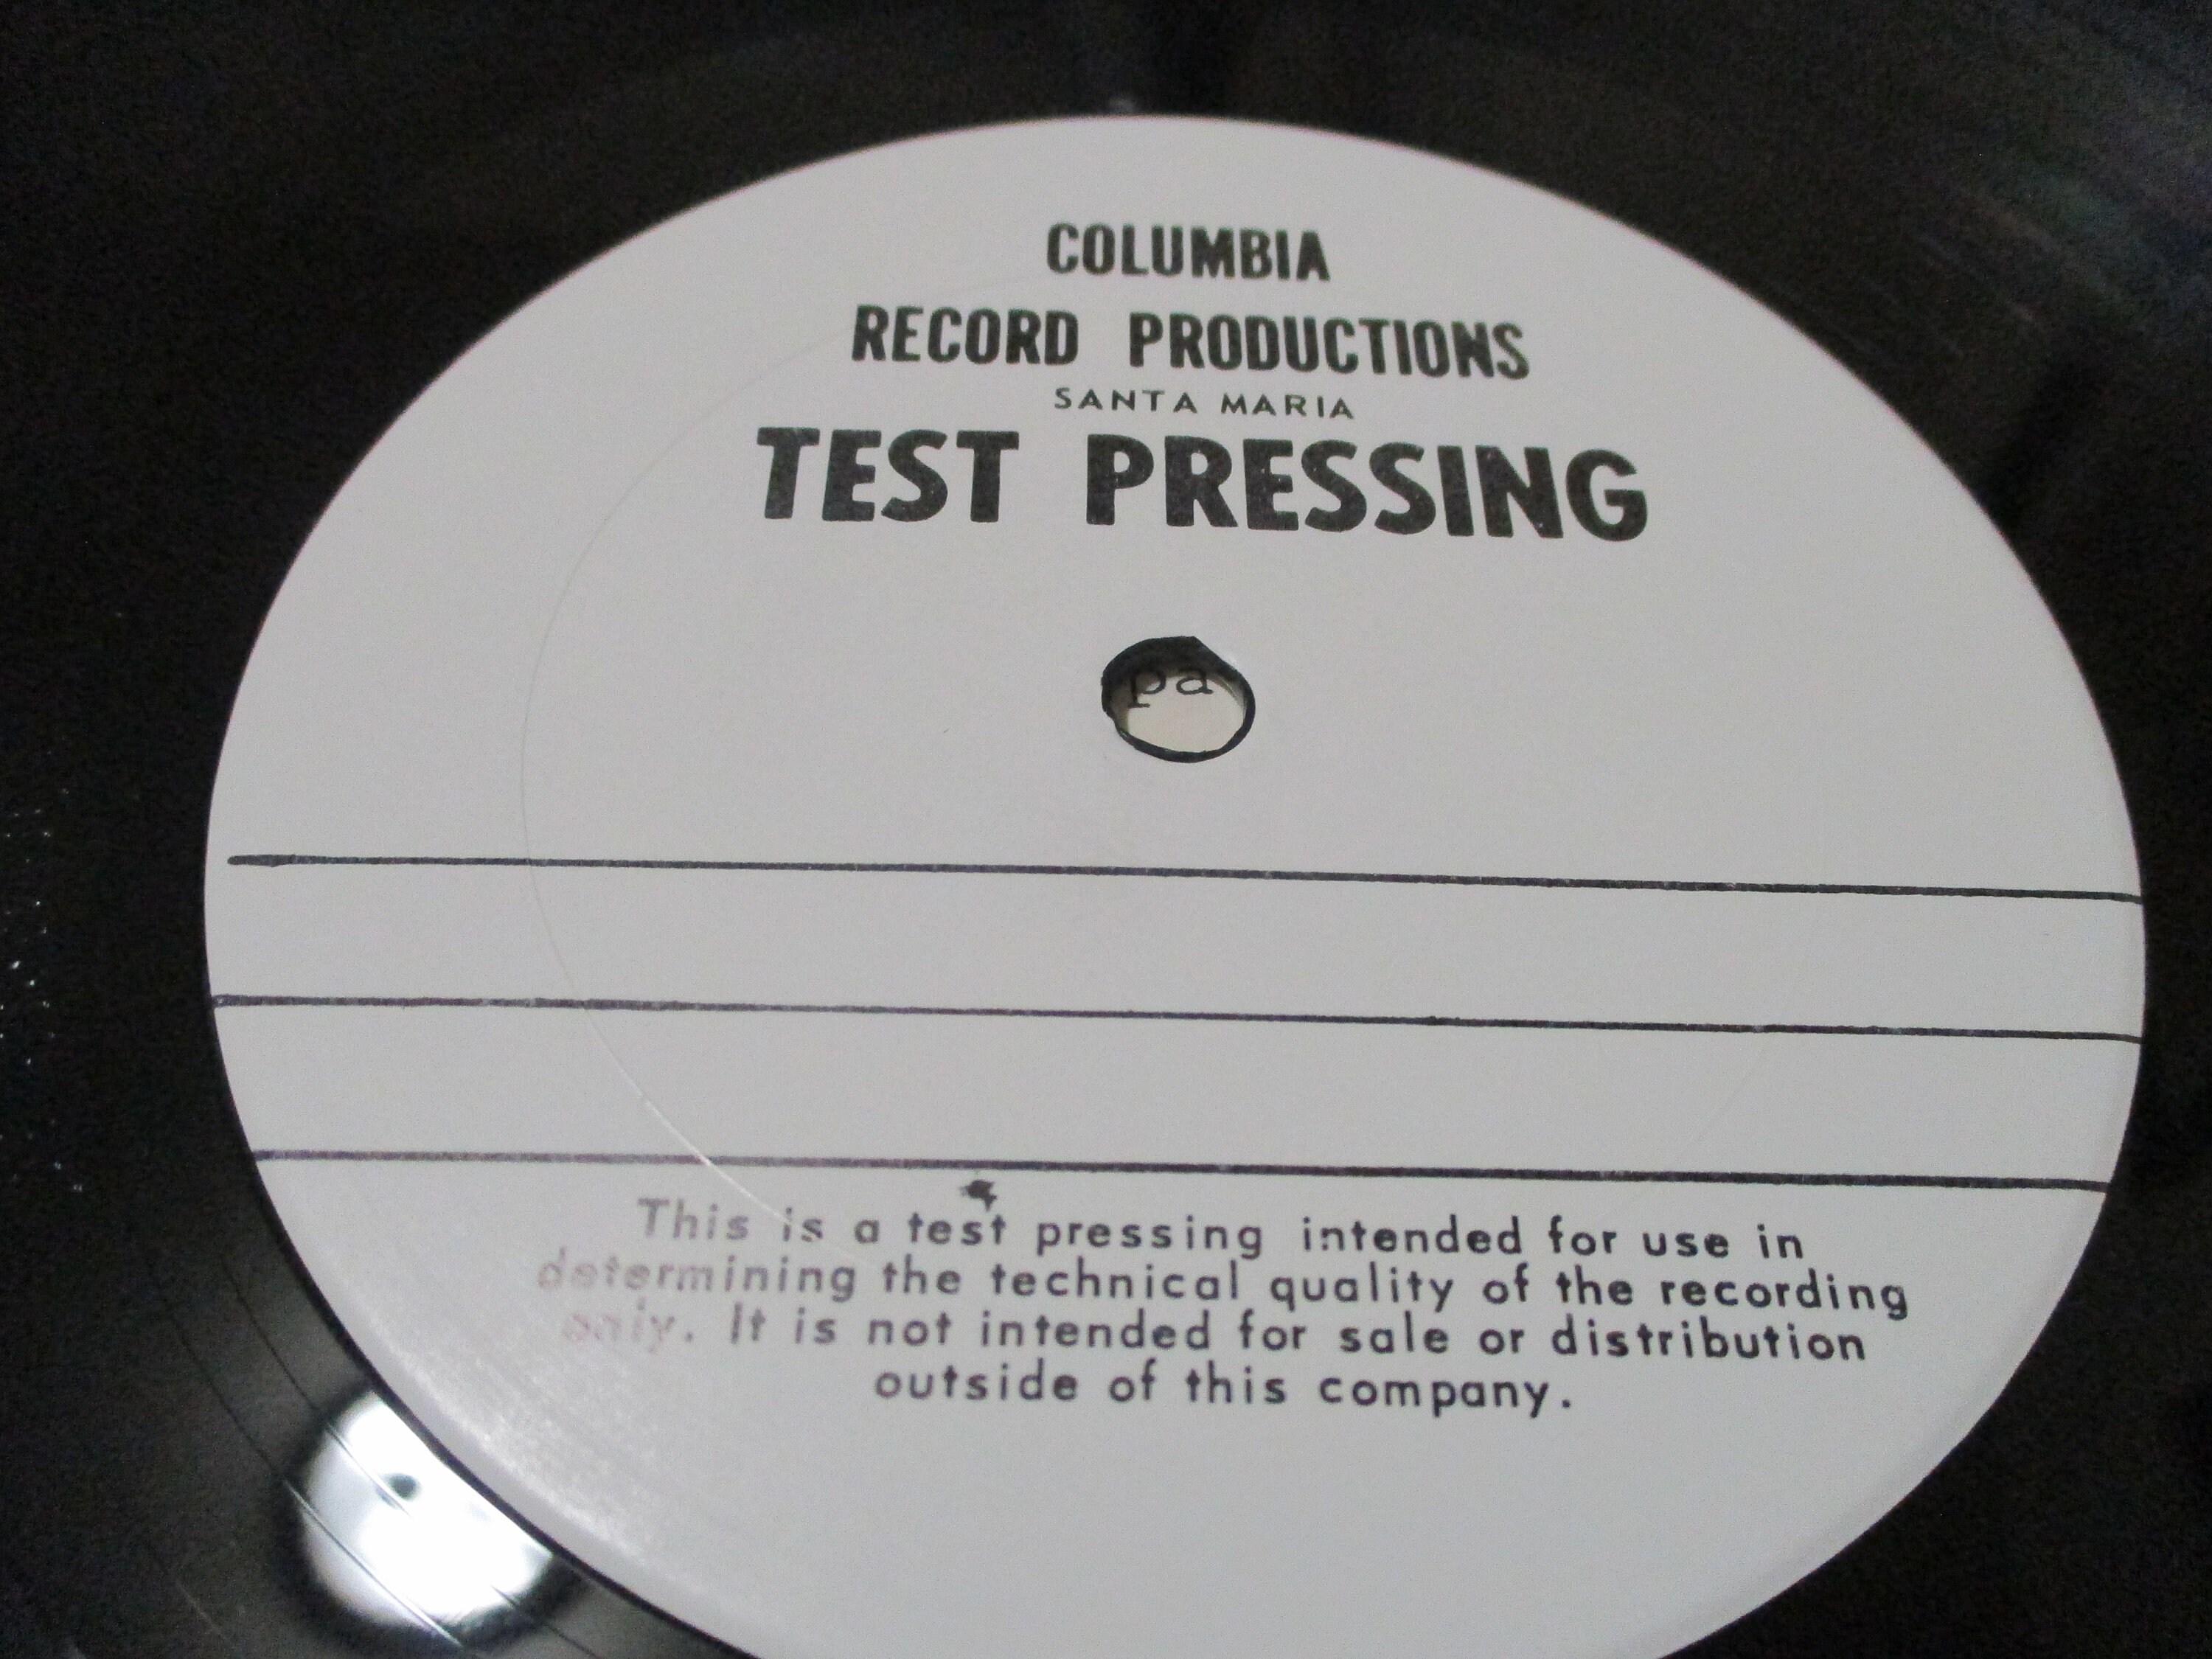 COLUMBIA
RECORD PRODUCTIONS
SANTA MARIA
TEST PRESSING
pa
This is a test pressing intended for use in
determining the technical quality of the recording
only. It is not intended for sale or distribution
outside of this company.